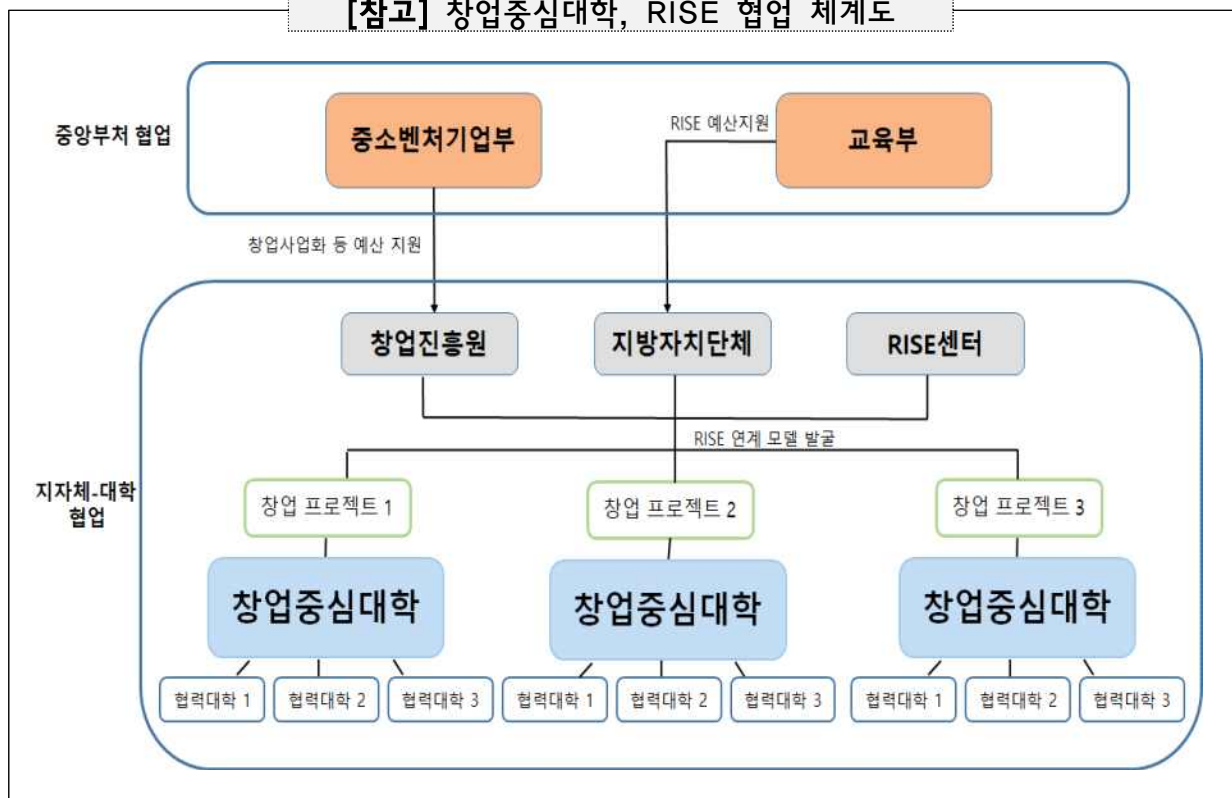 [참고] 창업중심대학, RISE 협업 체계도
중앙부처 협업
중소벤처기업부
RISE 예산지원
교육부
창업사업화 등 예산 지원
창업진흥원
지방자치단체
RISE센터
RISE 연계 모델 발굴
지자체-대학
협업
창업 프로젝트 1
창업 프로젝트 2
창업 프로젝트 3
창업중심대학
창업중심대학
창업중심대학
협력대학 1
협력대학 2
협력대학 3
협력대학 1
협력대학 2
협력대학 3
협력대학 1
협력대학 2
협력대학 3